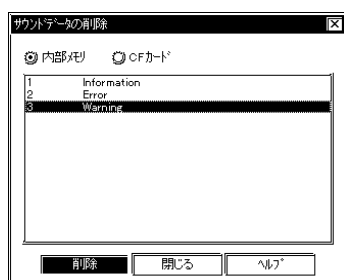 サウンドデータの削除
内部メモリ CFカード
1 Information
2 Error
3 Warning
削除 閉じる ヘルプ